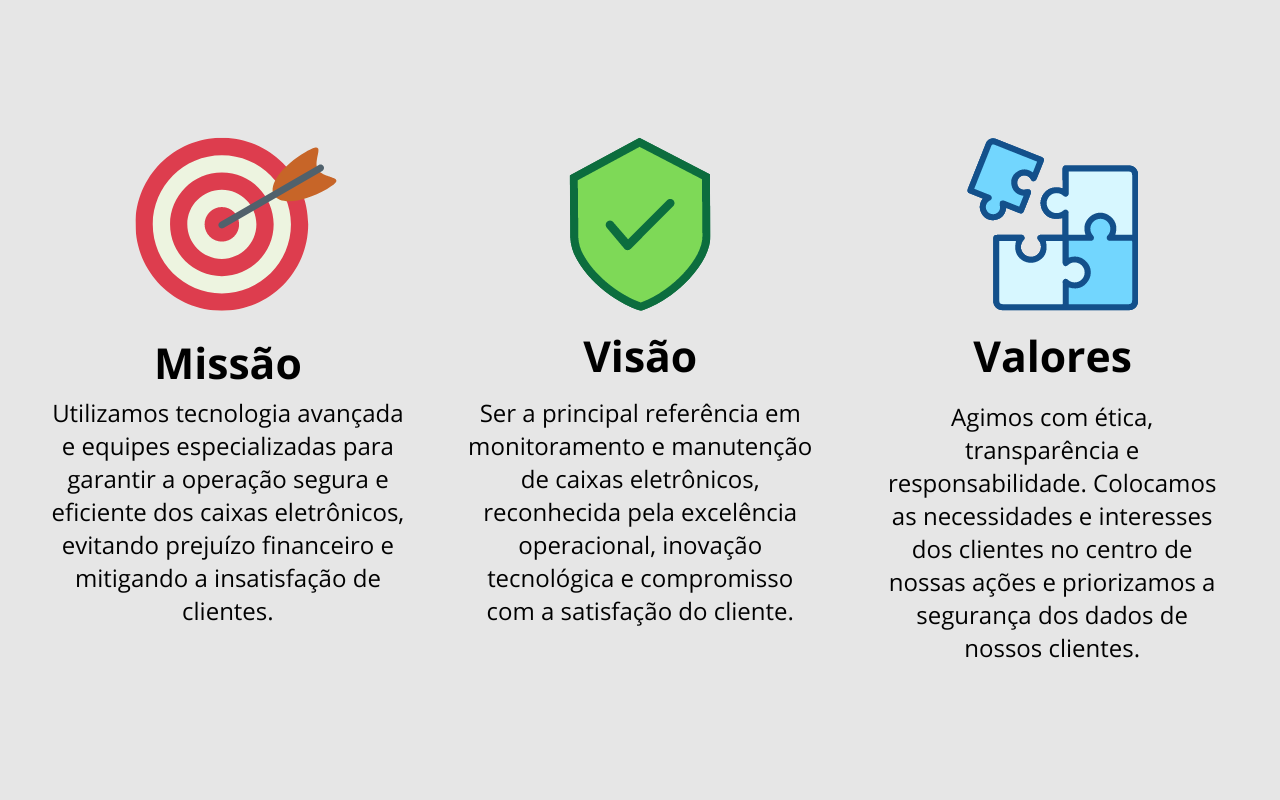 Missão
Utilizamos tecnologia avançada
e equipes especializadas para
garantir a operação segura e
eficiente dos caixas eletrônicos,
evitando prejuízo financeiro e
mitigando a insatisfação de
clientes.
Visão
Ser a principal referência em
monitoramento e manutenção
de caixas eletrônicos,
reconhecida pela excelência
operacional, inovação
tecnológica e compromisso
com a satisfação do cliente.
Valores
Agimos com ética,
transparência e
responsabilidade. Colocamos
as necessidades e interesses
dos clientes no centro de
nossas ações e priorizamos a
segurança dos dados de
nossos clientes.